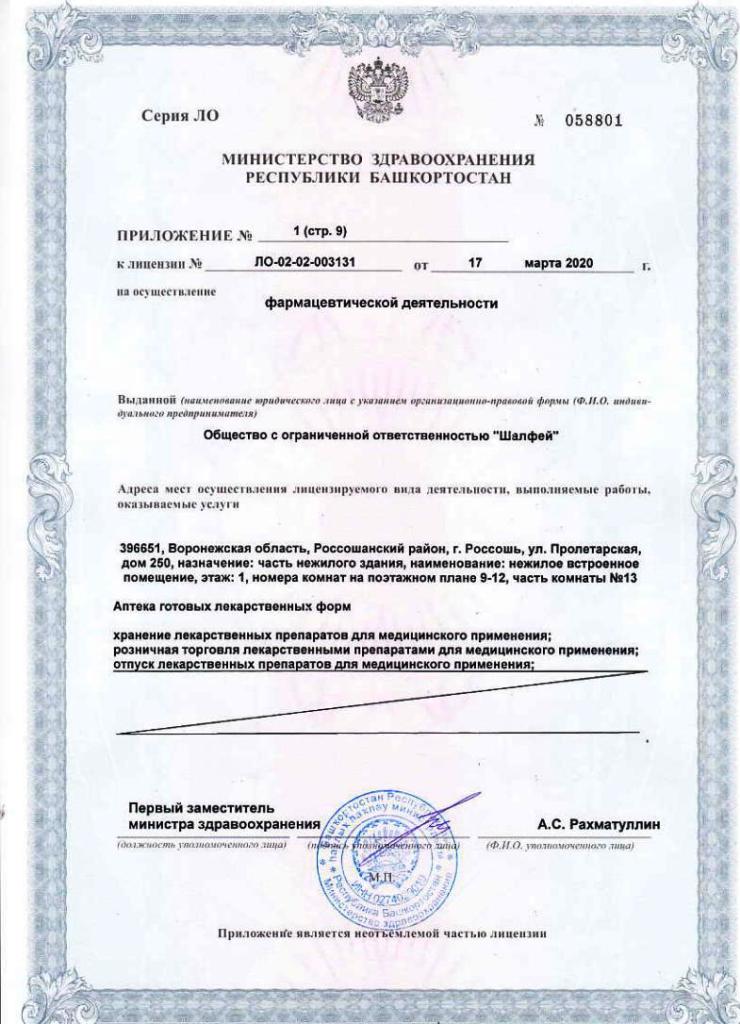 Серия ЛО
№ 058801
МИНИСТЕРСТВО ЗДРАВООХРАНЕНИЯ
РЕСПУБЛИКИ БАШКОРТОСТАН
ПРИЛОЖЕНИЕ № 1 (стр. 9)
к лицензии № ЛО-02-02-003131 от 17 марта 2020 г.
на осуществление
фармацевтической деятельности
Выданной (наименование юридического лица с указанием организационно-правовой формы (Ф.И.О. индиви-
дуального предпринимателя)
Общество с ограниченной ответственностью "Шалфей"
Адреса мест осуществления лицензируемого вида деятельности, выполняемые работы,
оказываемые услуги
396651, Воронежская область, Россошанский район, г. Россошь, ул. Пролетарская,
дом 250, назначение: часть нежилого здания, наименование: нежилое встроенное
помещение, этаж: 1, номера комнат на поэтажном плане 9-12, часть комнаты №13
Аптека готовых лекарственных форм
хранение лекарственных препаратов для медицинского применения;
розничная торговля лекарственными препаратами для медицинского применения;
отпуск лекарственных препаратов для медицинского применения;
Первый заместитель
министра здравоохранения
А.С. Рахматуллин
(должность уполномоченного лица)
(подпись уполномоченного лица)
(Ф.И.О. уполномоченного лица)
М.П.
Башкортостан Республикаһы
Республика Башкортостан
Министерство здравоохранения
Приложение является неотъемлемой частью лицензии